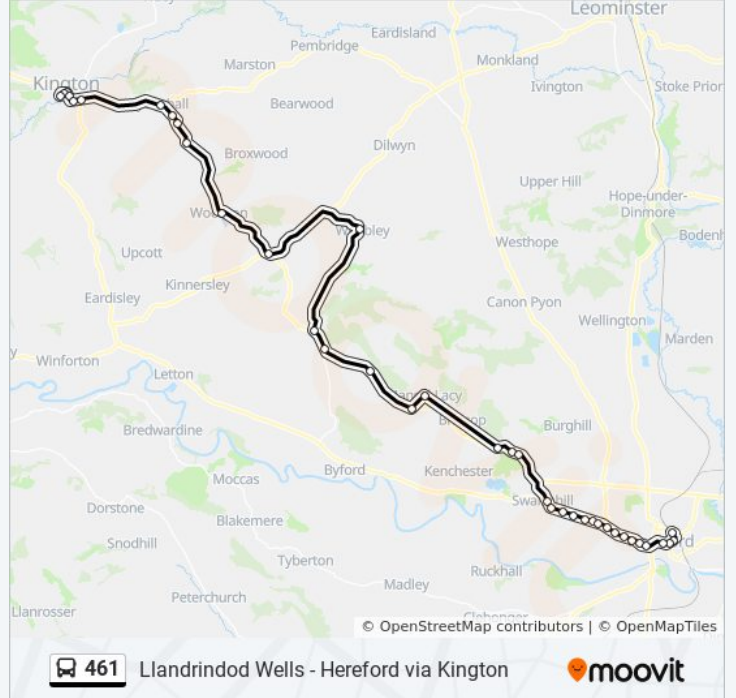 Leominster
Eardisland
Pembridge
Monkland
Marston
Kington
Ivington
Stoke Prior
Bearwood
Dilwyn
Broxwood
Upper Hill
Hope-under-
Dinmore
Westhope
Upcott
Kinnersley
Eardisley
Canon Pyon
Wellington
Marden
Winforton
Letton
Bredwardine
Burghill
Byford
Kenchester
Moccas
Dorstone
Blakemere
Snodhill
Tyberton
Ruckhall
Madley
Peterchurch
Llanrosser
© OpenStreetMap contributors | © OpenMapTiles
461 Llandrindod Wells - Hereford via Kington
moovit